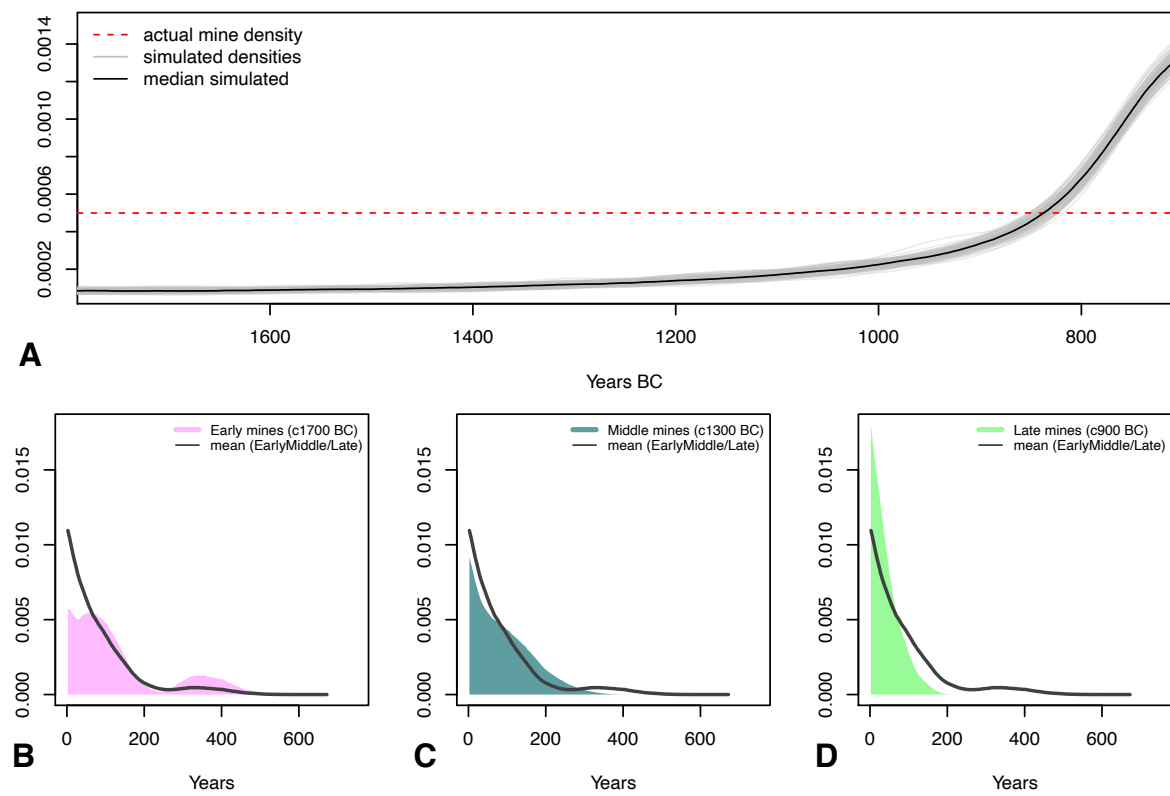 actual mine density
simulated densities
median simulated
0.0014
0.0010
0.0006
0.0002
1600
1400
1200
1000
800
Years BC
A
Early mines (c1700 BC)
mean (EarlyMiddle/Late)
0.015
0.010
0.005
0.000
0
200
400
600
Years
B
Middle mines (c1300 BC)
mean (EarlyMiddle/Late)
0.015
0.010
0.005
0.000
0
200
400
600
Years
C
Late mines (c900 BC)
mean (EarlyMiddle/Late)
0.015
0.010
0.005
0.000
0
200
400
600
Years
D